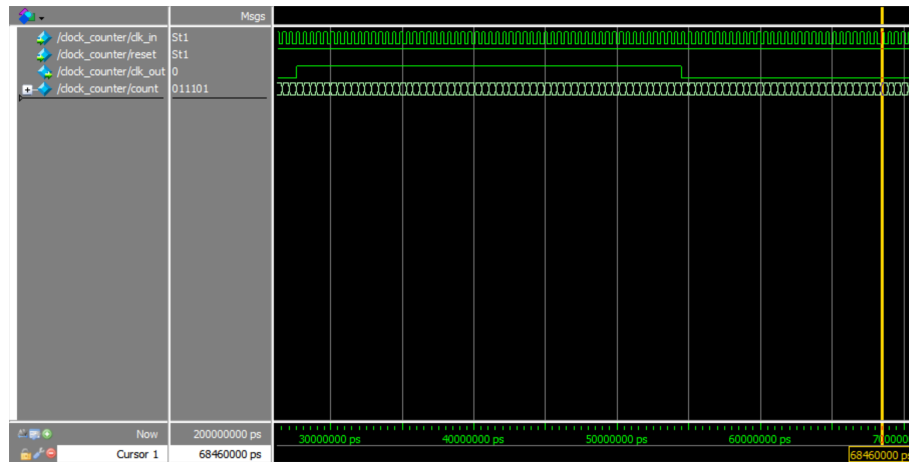 Msgs
/clock_counter/clk_in St1
/clock_counter/reset St1
/clock_counter/clk_out 0
/clock_counter/count 011101
Now 200000000 ps
30000000 ps 40000000 ps 50000000 ps 60000000 ps
Cursor 1 68460000 ps 68460000 ps